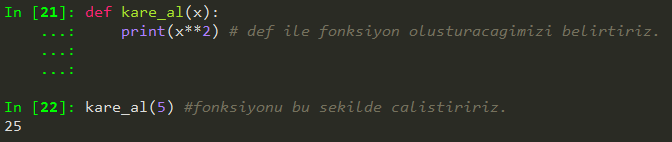 In [21]: def kare_al(x):
   ...:     print(x**2) # def ile fonksiyon olusturacagimizi belirtiriz.
   ...:
   ...:
In [22]: kare_al(5) #fonksiyonu bu sekilde calistiririz.
25